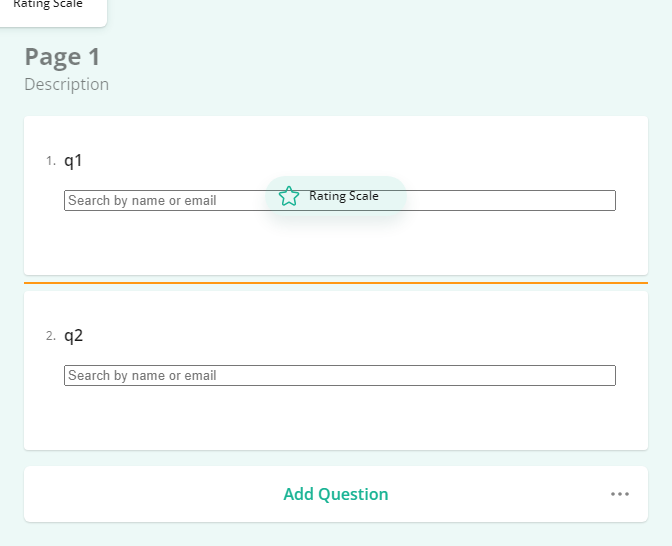 Rating Scale
Page 1
Description
1. q1
Search by name or email
Rating Scale
2. q2
Search by name or email
Add Question